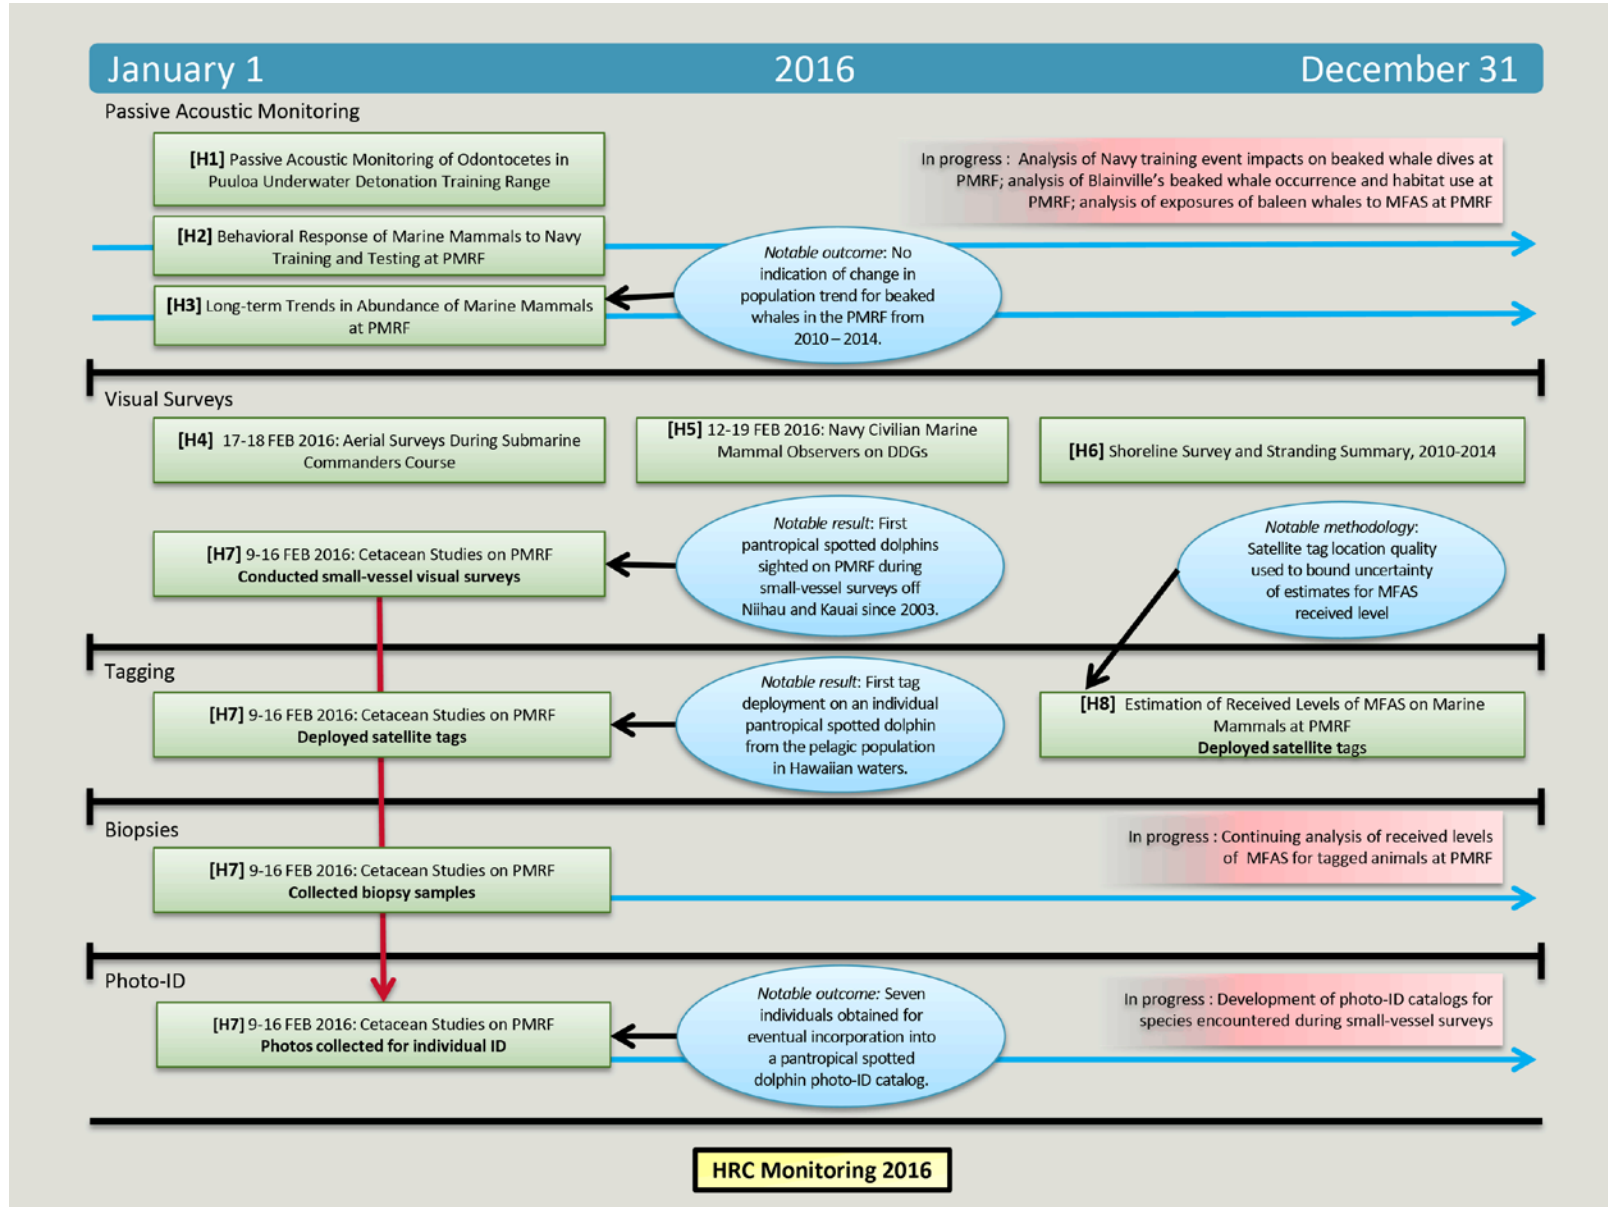 January 1
2016
December 31
Passive Acoustic Monitoring
[H1] Passive Acoustic Monitoring of Odontocetes in
Puuloa Underwater Detonation Training Range
In progress : Analysis of Navy training event impacts on beaked whale dives at
PMRF; analysis of Blainville's beaked whale occurrence and habitat use at
PMRF; analysis of exposures of baleen whales to MFAS at PMRF
[H2] Behavioral Response of Marine Mammals to Navy
Training and Testing at PMRF
[H3] Long-term Trends in Abundance of Marine Mammals
at PMRF
Notable outcome: No
indication of change in
population trend for beaked
whales in the PMRF from
2010 – 2014.
Visual Surveys
[H4] 17-18 FEB 2016: Aerial Surveys During Submarine
Commanders Course
[H5] 12-19 FEB 2016: Navy Civilian Marine
Mammal Observers on DDGs
[H6] Shoreline Survey and Stranding Summary, 2010-2014
[H7] 9-16 FEB 2016: Cetacean Studies on PMRF
Conducted small-vessel visual surveys
Notable result: First
pantropical spotted dolphins
sighted on PMRF during
small-vessel surveys off
Niihau and Kauai since 2003.
Notable methodology:
Satellite tag location quality
used to bound uncertainty
of estimates for MFAS
received level
Tagging
[H7] 9-16 FEB 2016: Cetacean Studies on PMRF
Deployed satellite tags
Notable result: First tag
deployment on an individual
pantropical spotted dolphin
from the pelagic population
in Hawaiian waters.
[H8] Estimation of Received Levels of MFAS on Marine
Mammals at PMRF
Deployed satellite tags
Biopsies
[H7] 9-16 FEB 2016: Cetacean Studies on PMRF
Collected biopsy samples
In progress : Continuing analysis of received levels
of MFAS for tagged animals at PMRF
Photo-ID
[H7] 9-16 FEB 2016: Cetacean Studies on PMRF
Photos collected for individual ID
Notable outcome: Seven
individuals obtained for
eventual incorporation into
a pantropical spotted
dolphin photo-ID catalog.
In progress : Development of photo-ID catalogs for
species encountered during small-vessel surveys
HRC Monitoring 2016